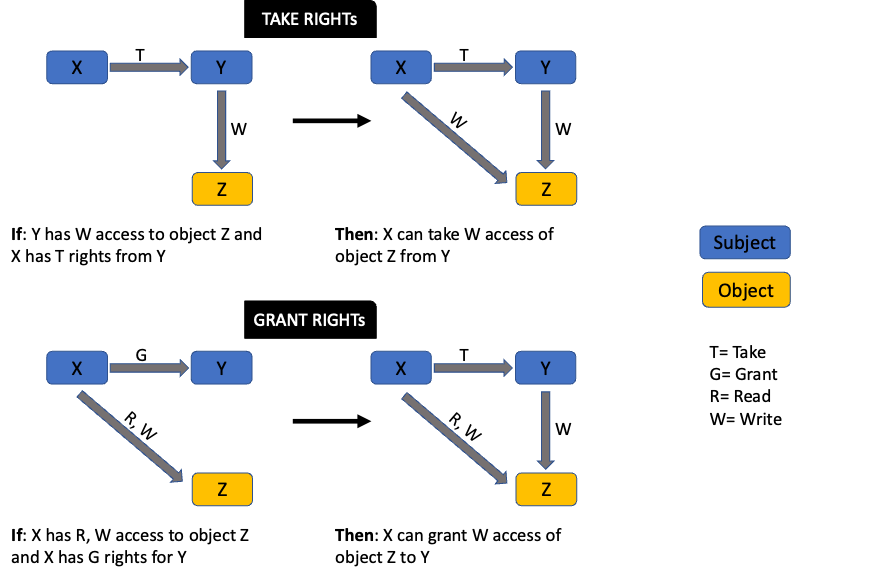 TAKE RIGHTs
X
T
Y
W
Z
X
T
Y
W
W
Z
If: Y has W access to object Z and
X has T rights from Y
Then: X can take W access of
object Z from Y
Subject
Object
GRANT RIGHTs
X
G
Y
R, W
Z
X
T
Y
R, W
W
Z
T= Take
G= Grant
R= Read
W= Write
If: X has R, W access to object Z
and X has G rights for Y
Then: X can grant W access of
object Z to Y